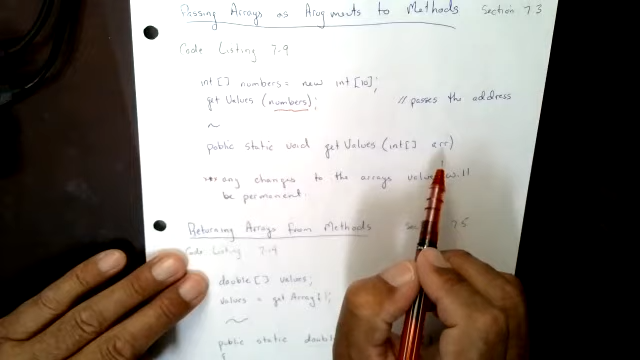 Passing Arrays as Arguments to Methods Section 7.3
Code Listing 7.9
int[] numbers = new int[10];
getValues (numbers); // passes the address
~
public static void getValues (int[] arr)
any changes to the arrays values
be permanent.
Returning Arrays from Methods 7.5
Code Listing 7.14
double[] values;
values = getArray();
~
public static double
{